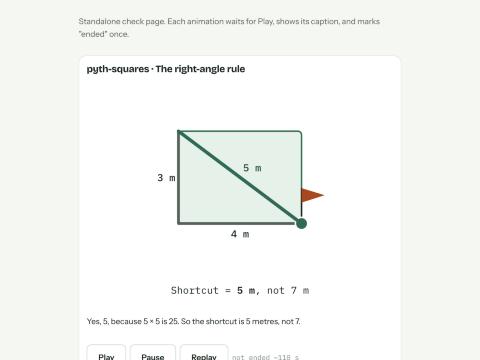 Standalone check page. Each animation waits for Play, shows its caption, and marks
"ended" once.
pyth-squares · The right-angle rule
5 m
3 m
4 m
Shortcut = 5 m, not 7 m
Yes, 5, because 5 × 5 is 25. So the shortcut is 5 metres, not 7.
Play Pause Replay not ended ~118 s